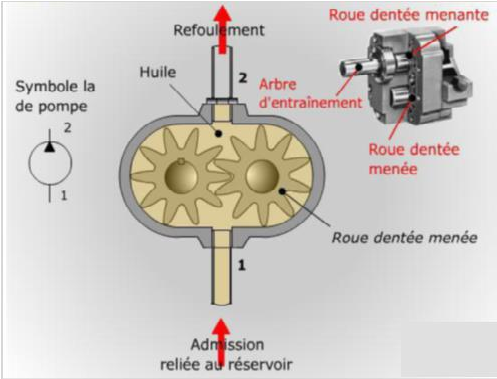 Refoulement
Roue dentée menante
Huile
2
Arbre
d'entraînement
Symbole la
de pompe
2
1
Roue dentée
menée
Roue dentée menée
1
Admission
reliée au réservoir